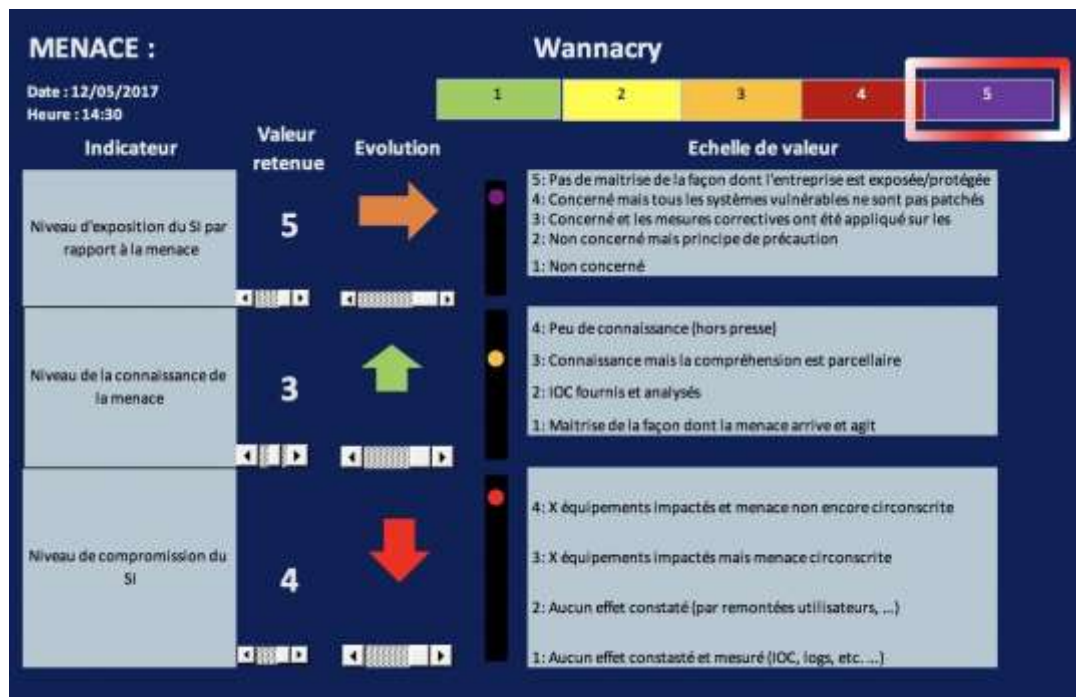 MENACE :
Wannacry
Date : 12/05/2017
Heure : 14:30
1 2 3 4 5
Indicateur
Valeur
retenue
Evolution
Echelle de valeur
Niveau d'exposition du SI par
rapport à la menace
5
5: Pas de maitrise de la façon dont l'entreprise est exposée/protégée
4: Concerné mais tous les systèmes vulnérables ne sont pas patchés
3: Concerné et les mesures correctives ont été appliqué sur les
2: Non concerné mais principe de précaution
1: Non concerné
Niveau de la connaissance de
la menace
3
4: Peu de connaissance (hors presse)
3: Connaissance mais la compréhension est parcellaire
2: IOC fournis et analysés
1: Maitrise de la façon dont la menace arrive et agit
Niveau de compromission du
SI
4
4: X équipements impactés et menace non encore circonscrite
3: X équipements impactés mais menace circonscrite
2: Aucun effet constaté (par remontées utilisateurs, ...)
1: Aucun effet constasté et mesuré (IOC, logs, etc. ...)